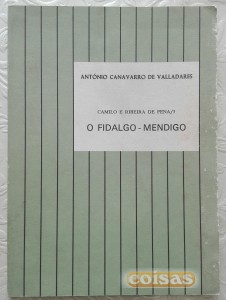 ANTÓNIO CANAVARRO DE VALLADARES
CAMILO E RIBEIRA DE PENA/3
O FIDALGO-MENDIGO
coisas